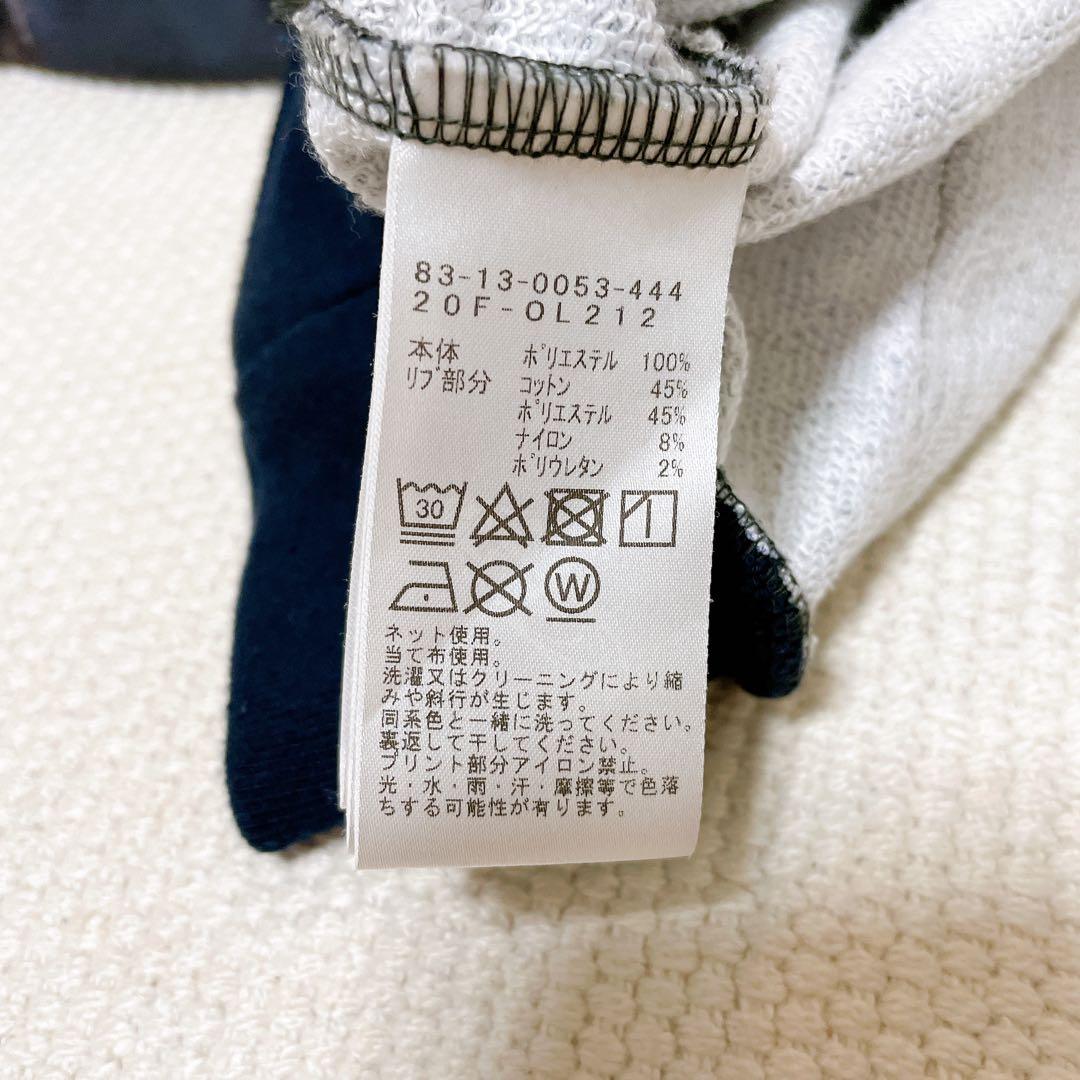 83-13-0053-444
20F-OL212
本体 ポリエステル 100%
リブ部分 コットン 45%
ポリエステル 45%
ナイロン 8%
ポリウレタン 2%
30
W
ネット使用。
当て布使用。
洗濯又はクリーニングにより縮
みや斜行が生じます。
同系色と一緒に洗ってください。
裏返して干してください。
プリント部分アイロン禁止。
光・水・雨・汗・摩擦等で色落
ちする可能性が有ります。